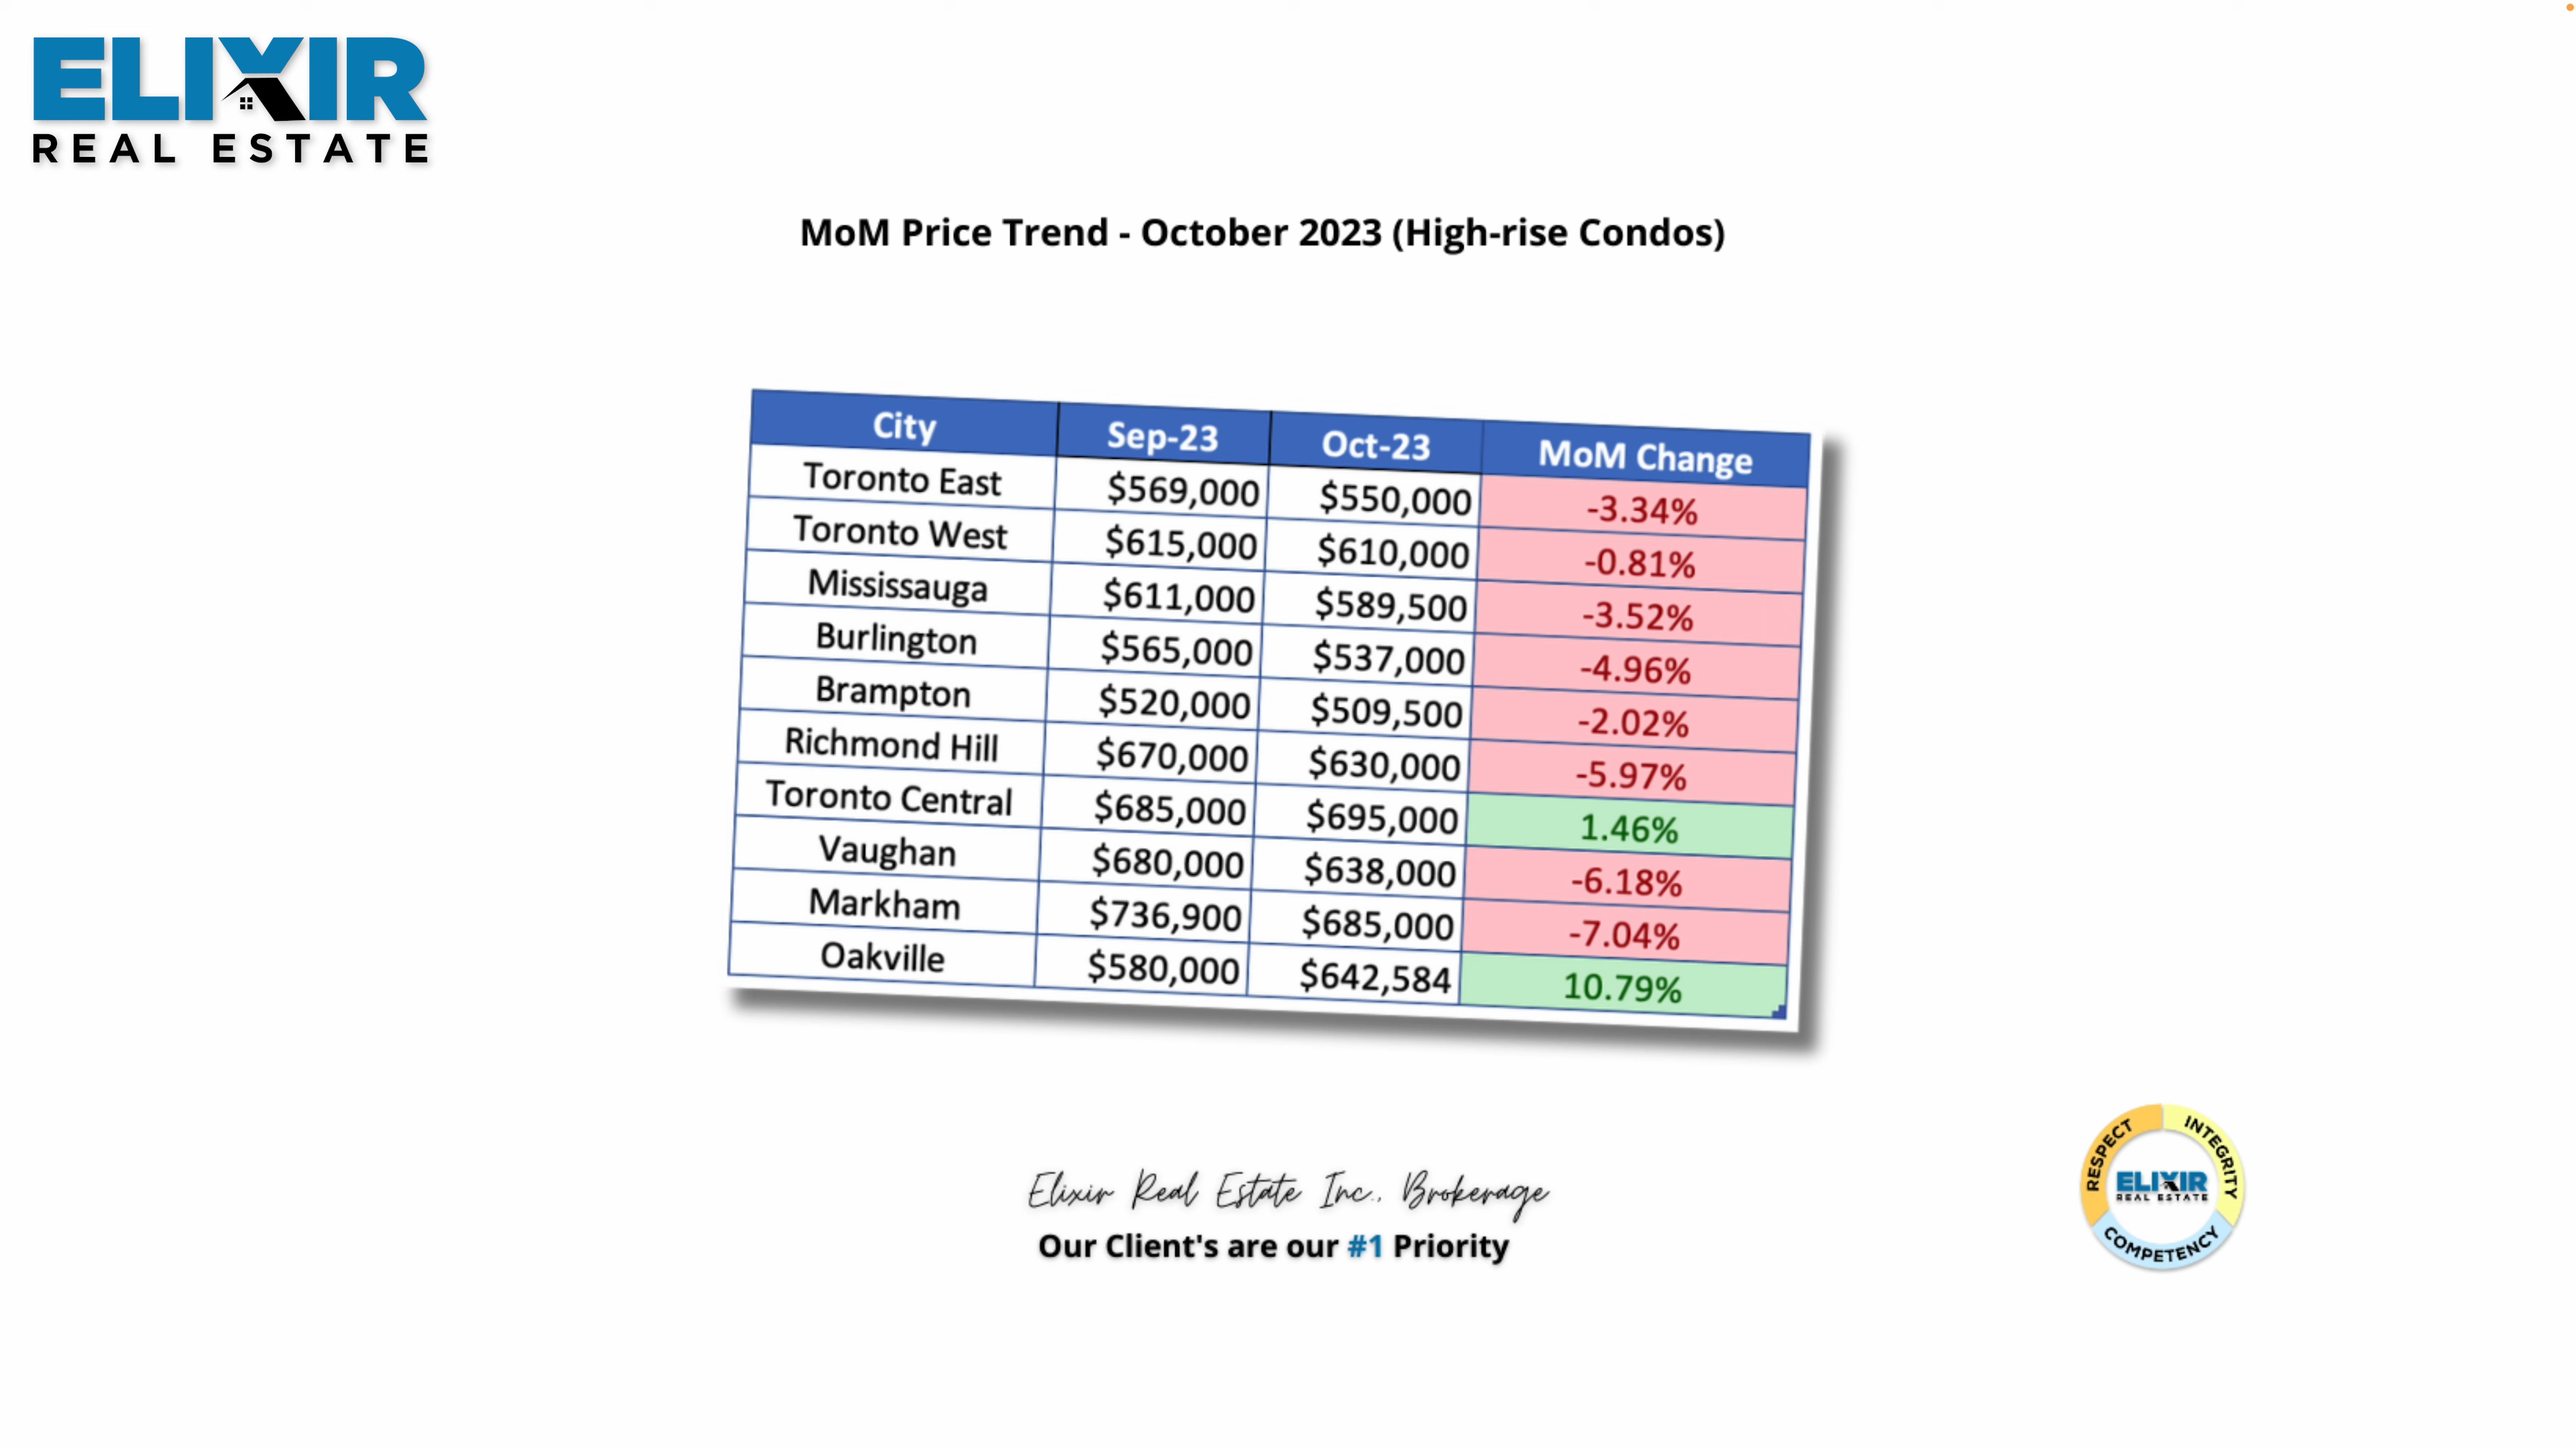 ELIXIR
REAL ESTATE
MoM Price Trend - October 2023 (High-rise Condos)
City Sep-23 Oct-23 MoM Change
Toronto East $569,000 $550,000 -3.34%
Toronto West $615,000 $610,000 -0.81%
Mississauga $611,000 $589,500 -3.52%
Burlington $565,000 $537,000 -4.96%
Brampton $520,000 $509,500 -2.02%
Richmond Hill $670,000 $630,000 -5.97%
Toronto Central $685,000 $695,000 1.46%
Vaughan $680,000 $638,000 -6.18%
Markham $736,900 $685,000 -7.04%
Oakville $580,000 $642,584 10.79%
Elixir Real Estate Inc., Brokerage
Our Client's are our #1 Priority
RESPECT
INTEGRITY
ELIXIR
REAL ESTATE
COMPETENCY